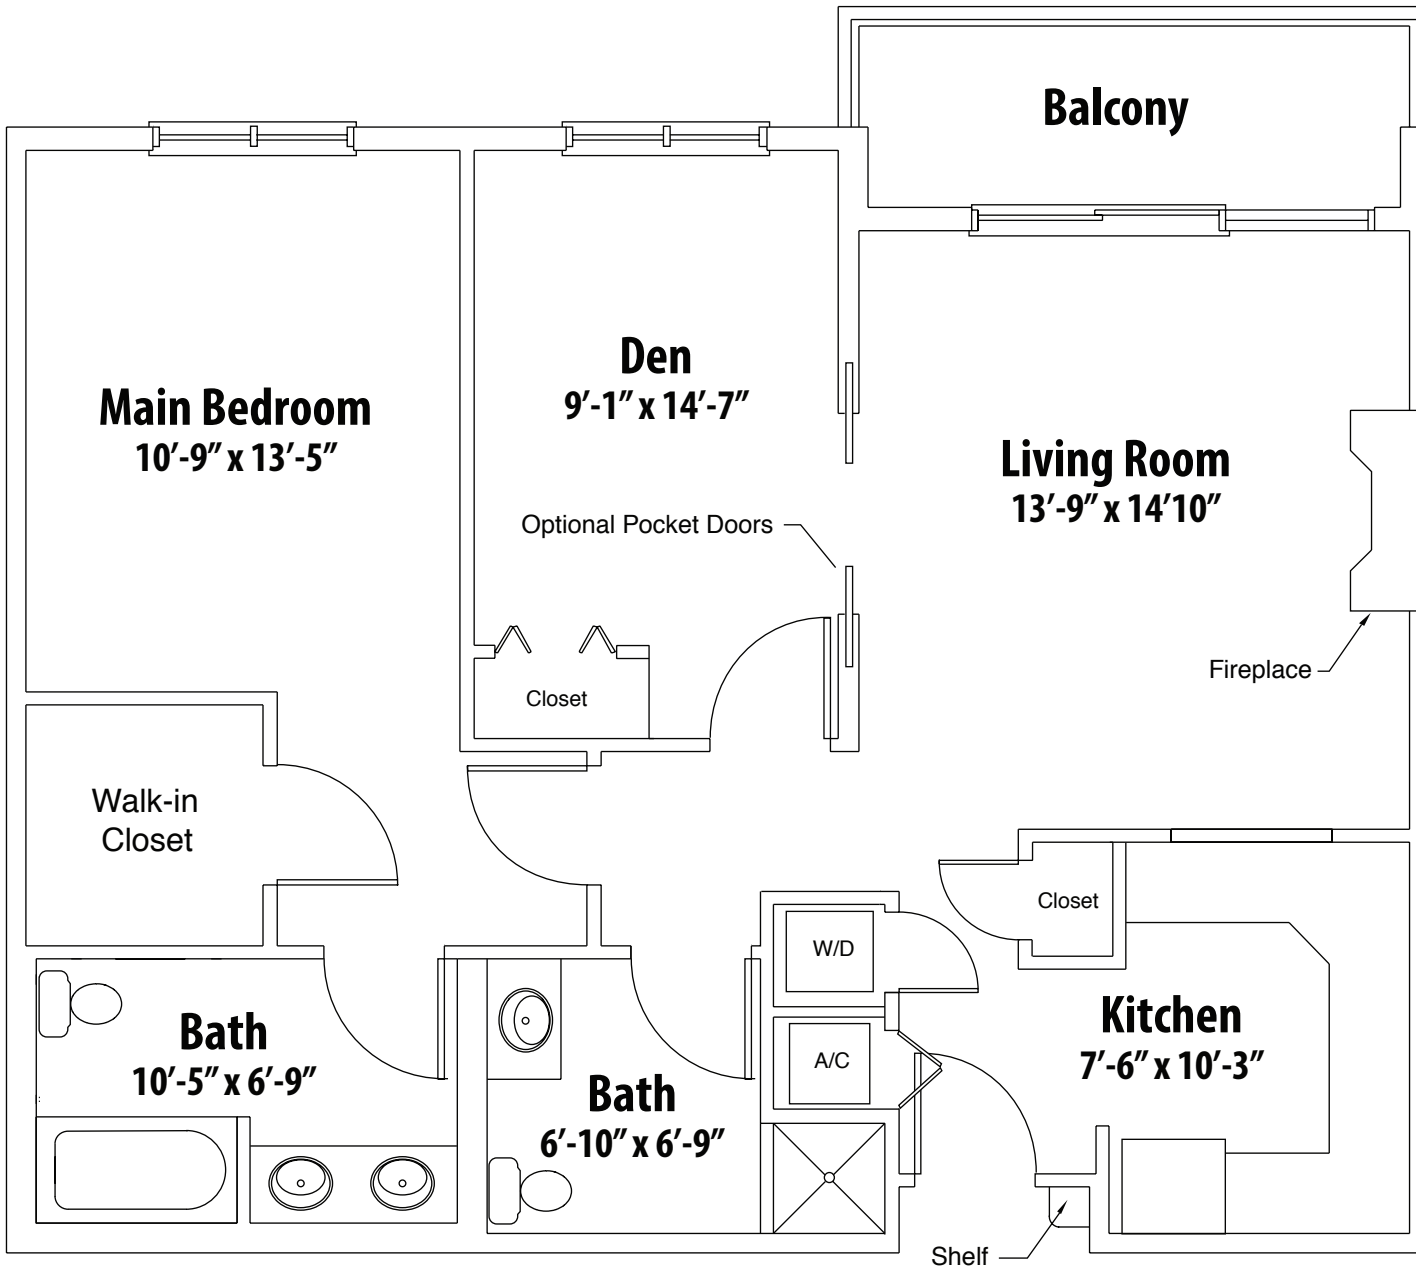 Balcony
Main Bedroom
10′-9″ x 13′-5″
Den
9′-1″ x 14′-7″
Optional Pocket Doors
Living Room
13′-9″ x 14′10″
Fireplace
Closet
Walk-in
Closet
Closet
W/D
A/C
Kitchen
7′-6″ x 10′-3″
Bath
10′-5″ x 6′-9″
Bath
6′-10″ x 6′-9″
Shelf